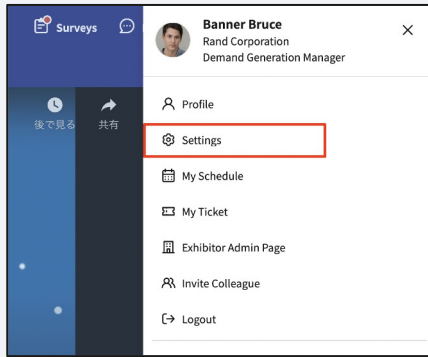 Surveys
Banner Bruce
Rand Corporation
Demand Generation Manager
後で見る
共有
Profile
Settings
My Schedule
My Ticket
Exhibitor Admin Page
Invite Colleague
Logout